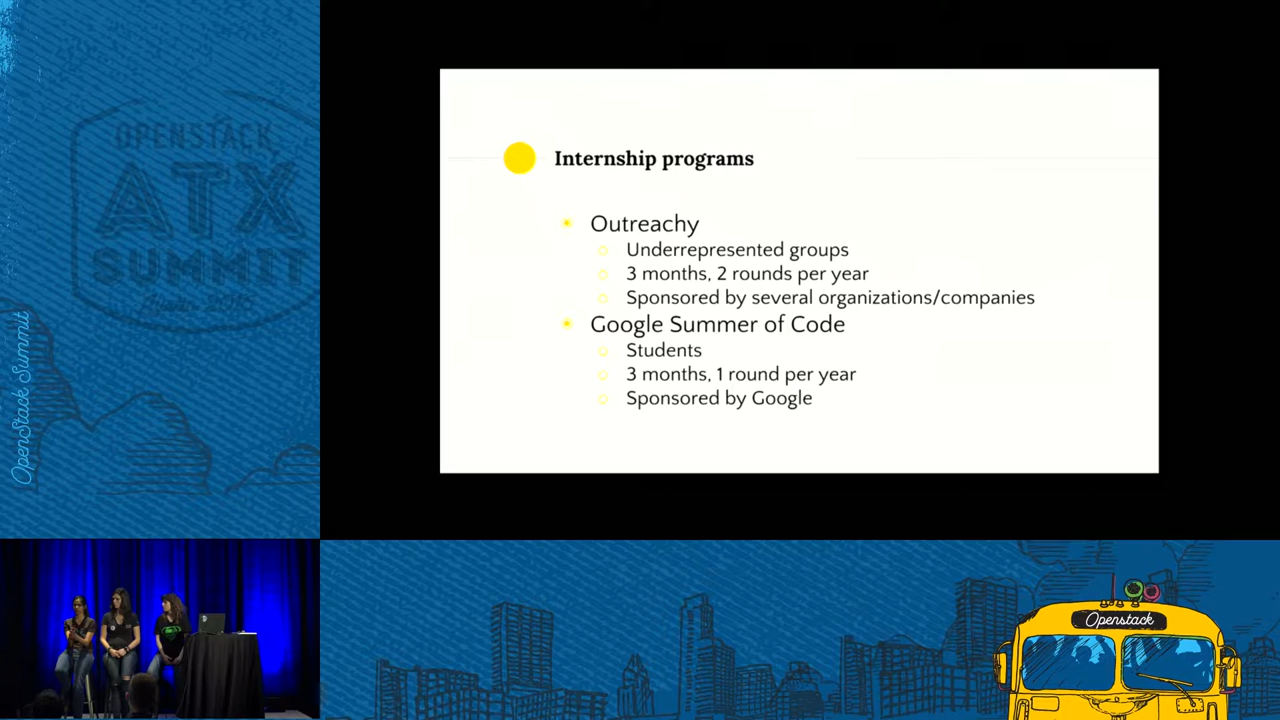 OPENSTACK
ATX
SUMMIT
OpenStack Summit
Internship programs
Outreachy
Underrepresented groups
3 months, 2 rounds per year
Sponsored by several organizations/companies
Google Summer of Code
Students
3 months, 1 round per year
Sponsored by Google
Openstack